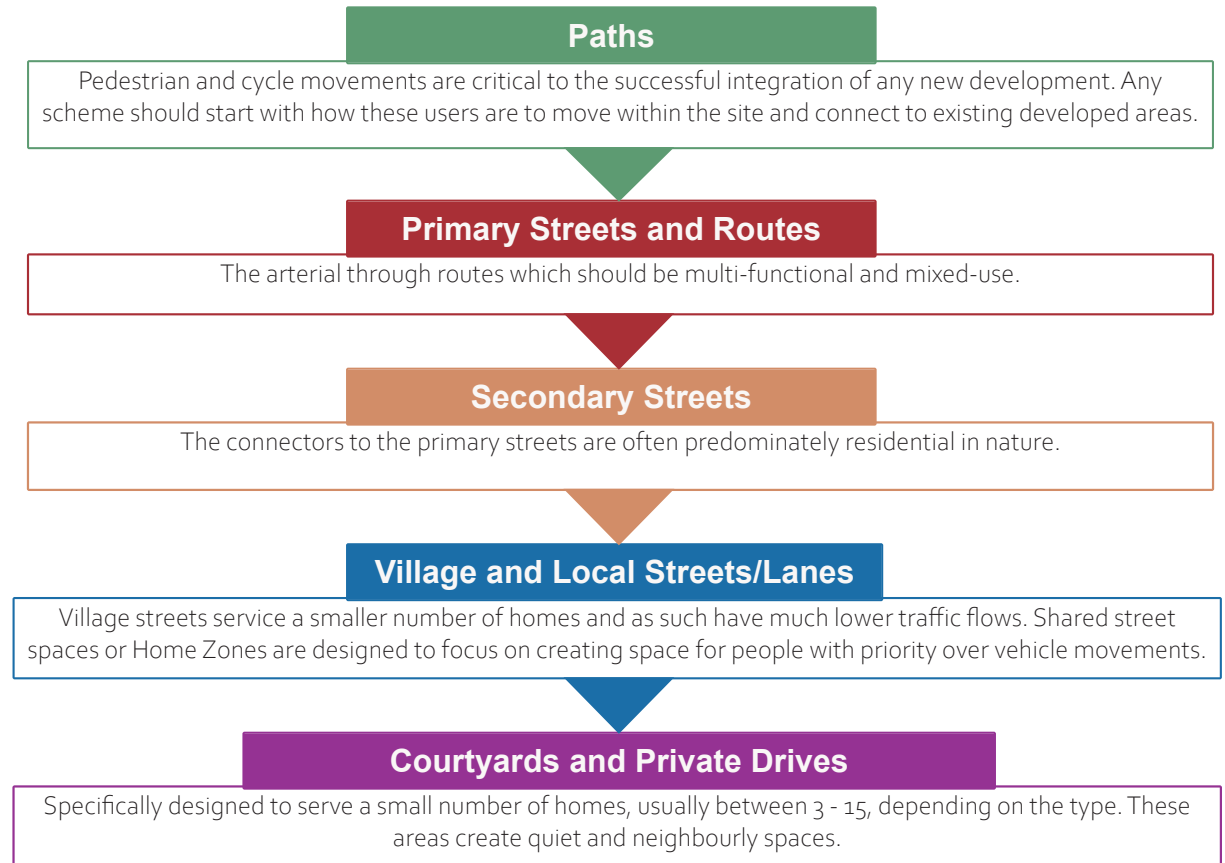 Paths
Pedestrian and cycle movements are critical to the successful integration of any new development. Any
scheme should start with how these users are to move within the site and connect to existing developed areas.
Primary Streets and Routes
The arterial through routes which should be multi-functional and mixed-use.
Secondary Streets
The connectors to the primary streets are often predominately residential in nature.
Village and Local Streets/Lanes
Village streets service a smaller number of homes and as such have much lower traffic flows. Shared street
spaces or Home Zones are designed to focus on creating space for people with priority over vehicle movements.
Courtyards and Private Drives
Specifically designed to serve a small number of homes, usually between 3 - 15, depending on the type. These
areas create quiet and neighbourly spaces.